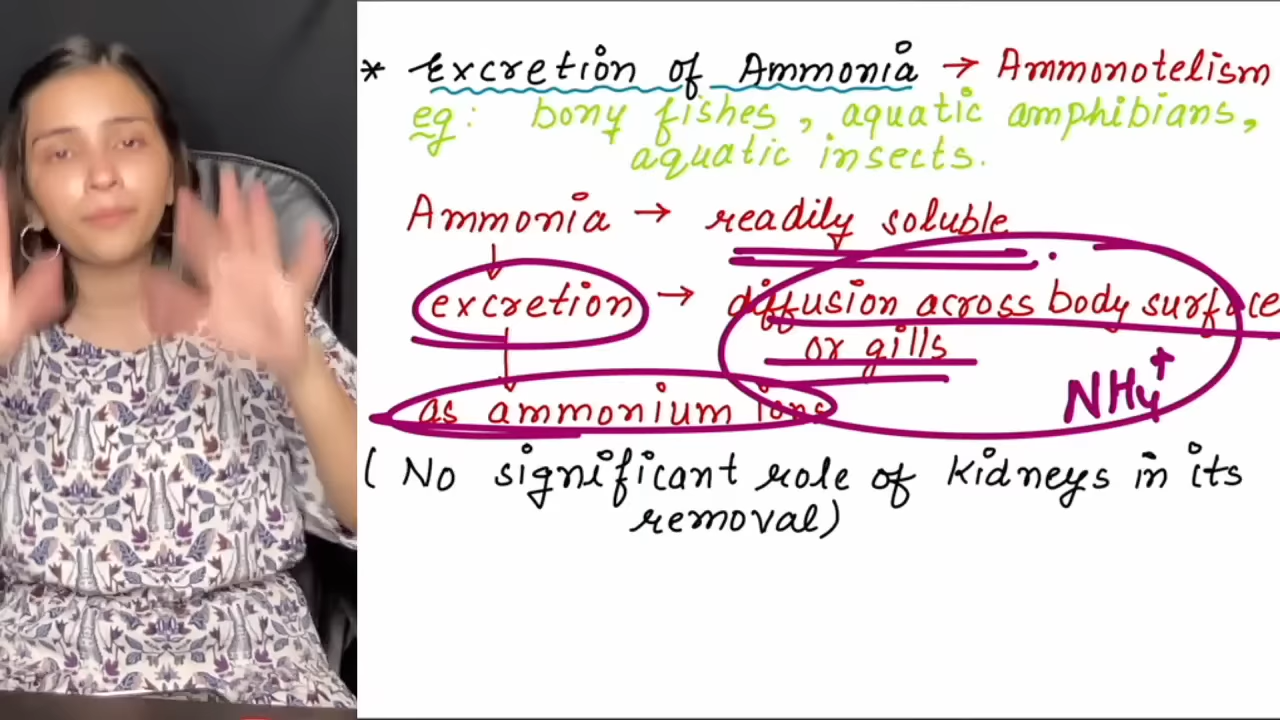 * Excretion of Ammonia → Ammonotelism
eg: bony fishes, aquatic amphibians,
aquatic insects.
Ammonia → readily soluble
excretion → diffusion across body surface
or gills
NH4+
as ammonium ions
(No significant role of kidneys in its
removal)